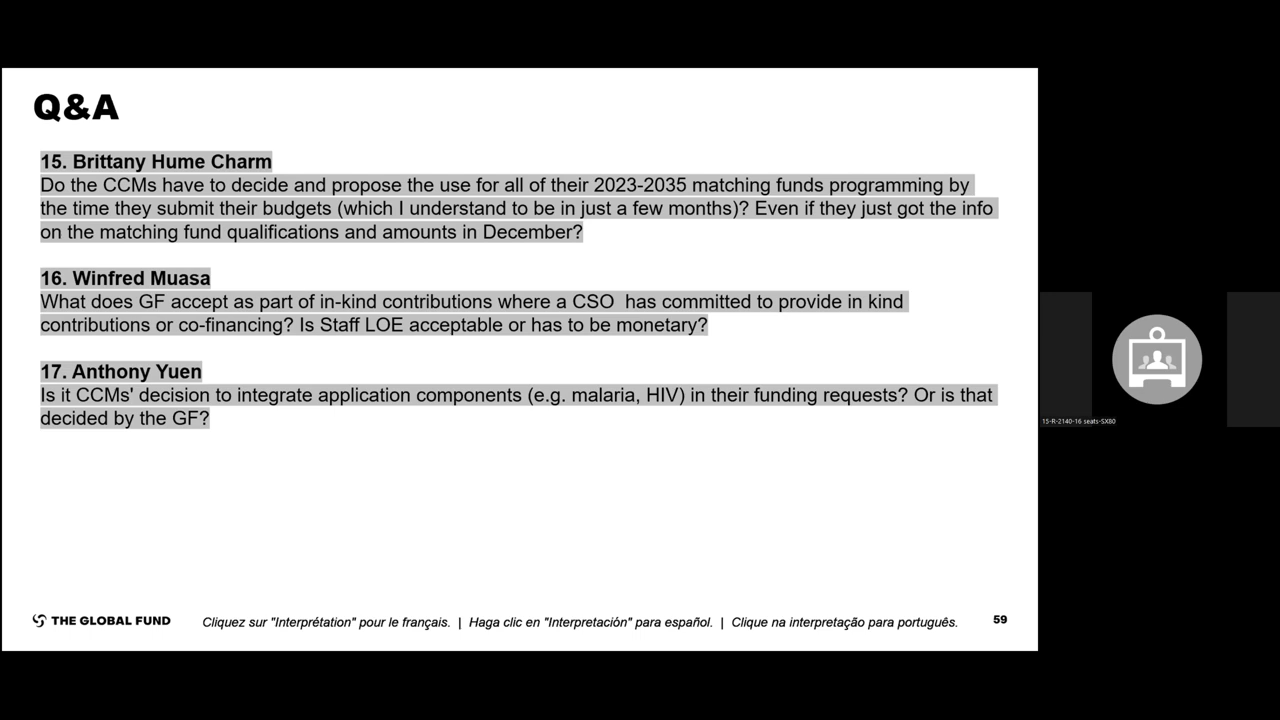 Q&A
15. Brittany Hume Charm
Do the CCMs have to decide and propose the use for all of their 2023-2035 matching funds programming by
the time they submit their budgets (which I understand to be in just a few months)? Even if they just got the info
on the matching fund qualifications and amounts in December?
16. Winfred Muasa
What does GF accept as part of in-kind contributions where a CSO  has committed to provide in kind
contributions or co-financing? Is Staff LOE acceptable or has to be monetary?
17. Anthony Yuen
Is it CCMs' decision to integrate application components (e.g. malaria, HIV) in their funding requests? Or is that
decided by the GF?
THE GLOBAL FUND
Cliquez sur "Interprétation" pour le français.  |  Haga clic en "Interpretación" para español.  |  Clique na interpretação para português.
59
15-R-2140-16 seats-SX80